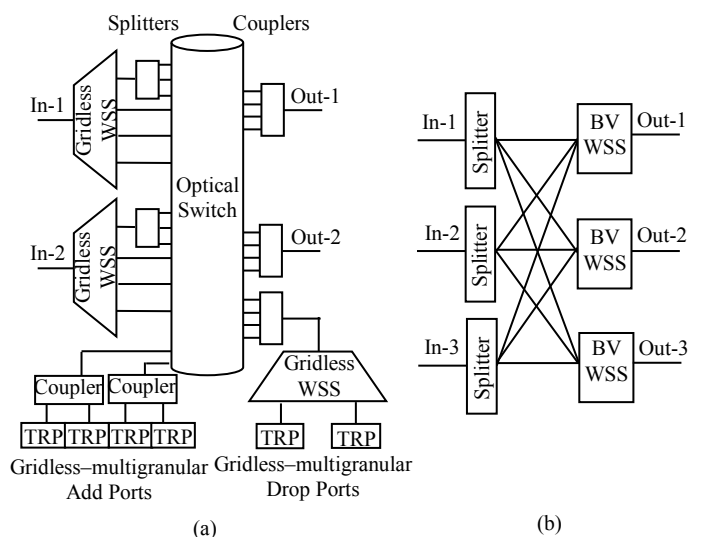 Splitters
Couplers
In-1
Gridless
WSS
Out-1
Optical
Switch
In-2
Gridless
WSS
Out-2
Gridless
WSS
Coupler
Coupler
TRP
TRP
TRP
TRP
TRP
TRP
Gridless–multigranular
Add Ports
Gridless–multigranular
Drop Ports
(a)
In-1
Splitter
BV
WSS
Out-1
In-2
Splitter
BV
WSS
Out-2
In-3
Splitter
BV
WSS
Out-3
(b)